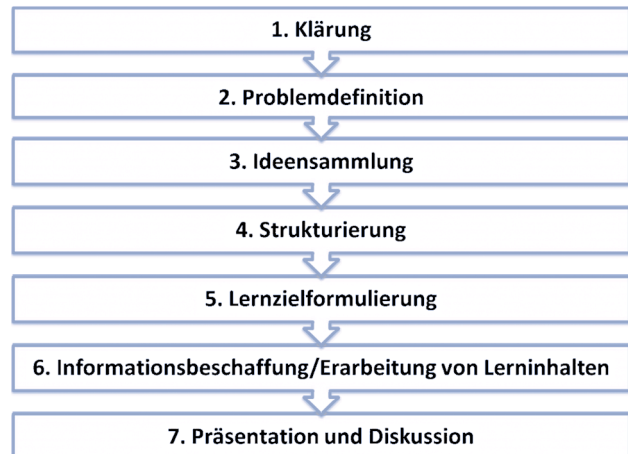 1. Klärung
2. Problemdefinition
3. Ideensammlung
4. Strukturierung
5. Lernzielformulierung
6. Informationsbeschaffung/Erarbeitung von Lerninhalten
7. Präsentation und Diskussion